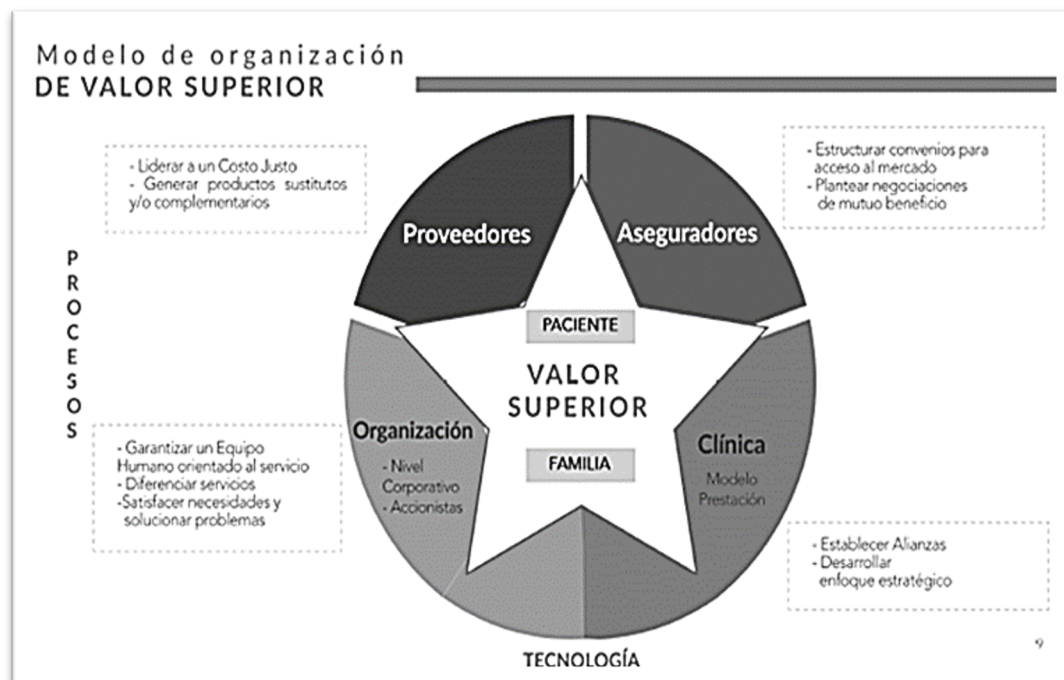 Modelo de organización
DE VALOR SUPERIOR
- Liderar a un Costo Justo
- Generar productos sustitutos
y/o complementarios
- Estructurar convenios para
acceso al mercado
- Plantear negociaciones
de mutuo beneficio
Proveedores
Aseguradores
PROCESOS
PACIENTE
VALOR
SUPERIOR
FAMILIA
Organización
- Nivel
Corporativo
- Accionistas
Clínica
Modelo
Prestación
- Garantizar un Equipo
Humano orientado al servicio
- Diferenciar servicios
-Satisfacer necesidades y
solucionar problemas
- Establecer Alianzas
- Desarrollar
enfoque estratégico
TECNOLOGÍA
9